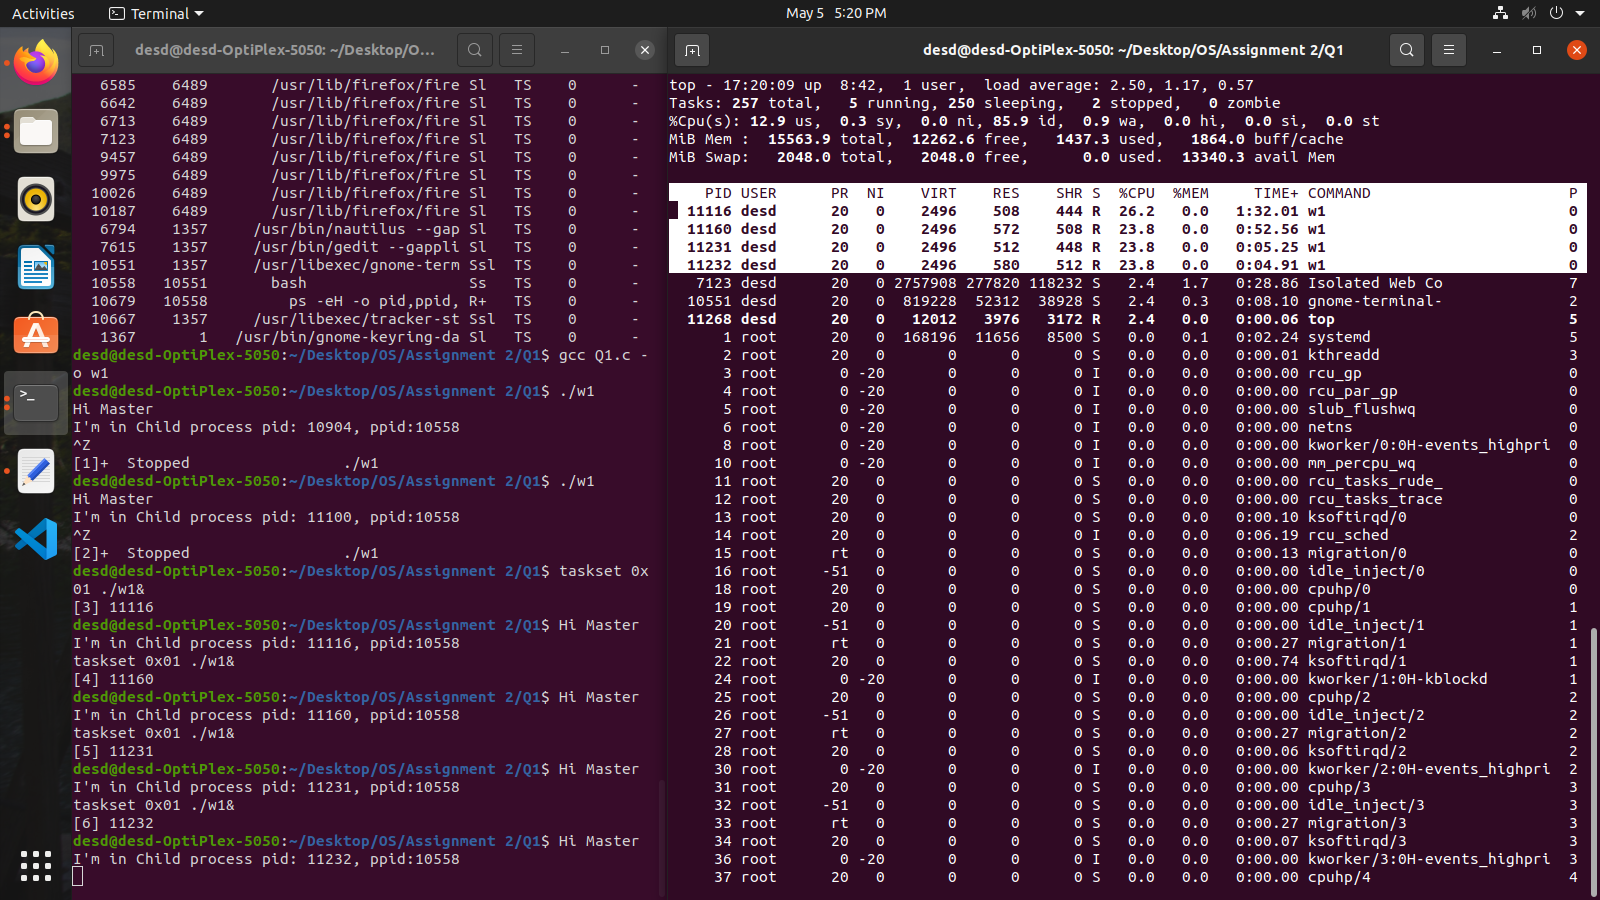 Activities
Terminal
May 5 5:20 PM
desd@desd-OptiPlex-5050: ~/Desktop/O...
6585 6489 /usr/lib/firefox/fire Sl TS 0 -
6642 6489 /usr/lib/firefox/fire Sl TS 0 -
6713 6489 /usr/lib/firefox/fire Sl TS 0 -
7123 6489 /usr/lib/firefox/fire Sl TS 0 -
9457 6489 /usr/lib/firefox/fire Sl TS 0 -
9975 6489 /usr/lib/firefox/fire Sl TS 0 -
10026 6489 /usr/lib/firefox/fire Sl TS 0 -
10187 6489 /usr/lib/firefox/fire Sl TS 0 -
6794 1357 /usr/bin/nautilus --gap Sl TS 0 -
7615 1357 /usr/bin/gedit --gappli Sl TS 0 -
10551 1357 /usr/libexec/gnome-term Ssl TS 0 -
10558 10551 bash Ss TS 0 -
10679 10558 ps -eH -o pid,ppid, R+ TS 0 -
10667 1357 /usr/libexec/tracker-st Ssl TS 0 -
1367 1 /usr/bin/gnome-keyring-da Sl TS 0 -
desd@desd-OptiPlex-5050:~/Desktop/OS/Assignment 2/Q1$ gcc Q1.c -
o w1
desd@desd-OptiPlex-5050:~/Desktop/OS/Assignment 2/Q1$ ./w1
Hi Master
I'm in Child process pid: 10904, ppid:10558
^Z
[1]+ Stopped ./w1
desd@desd-OptiPlex-5050:~/Desktop/OS/Assignment 2/Q1$ ./w1
Hi Master
I'm in Child process pid: 11100, ppid:10558
^Z
[2]+ Stopped ./w1
desd@desd-OptiPlex-5050:~/Desktop/OS/Assignment 2/Q1$ taskset 0x
01 ./w1&
[3] 11116
desd@desd-OptiPlex-5050:~/Desktop/OS/Assignment 2/Q1$ Hi Master
I'm in Child process pid: 11116, ppid:10558
taskset 0x01 ./w1&
[4] 11160
desd@desd-OptiPlex-5050:~/Desktop/OS/Assignment 2/Q1$ Hi Master
I'm in Child process pid: 11160, ppid:10558
taskset 0x01 ./w1&
[5] 11231
desd@desd-OptiPlex-5050:~/Desktop/OS/Assignment 2/Q1$ Hi Master
I'm in Child process pid: 11231, ppid:10558
taskset 0x01 ./w1&
[6] 11232
desd@desd-OptiPlex-5050:~/Desktop/OS/Assignment 2/Q1$ Hi Master
I'm in Child process pid: 11232, ppid:10558
desd@desd-OptiPlex-5050: ~/Desktop/OS/Assignment 2/Q1
top - 17:20:09 up 8:42, 1 user, load average: 2.50, 1.17, 0.57
Tasks: 257 total, 5 running, 250 sleeping, 2 stopped, 0 zombie
%Cpu(s): 12.9 us, 0.3 sy, 0.0 ni, 85.9 id, 0.9 wa, 0.0 hi, 0.0 si, 0.0 st
MiB Mem : 15563.9 total, 12262.6 free, 1437.3 used, 1864.0 buff/cache
MiB Swap: 2048.0 total, 2048.0 free, 0.0 used. 13340.3 avail Mem
PID USER PR NI VIRT RES SHR S %CPU %MEM TIME+ COMMAND P
11116 desd 20 0 2496 508 444 R 26.2 0.0 1:32.01 w1 0
11160 desd 20 0 2496 572 508 R 23.8 0.0 0:52.56 w1 0
11231 desd 20 0 2496 512 448 R 23.8 0.0 0:05.25 w1 0
11232 desd 20 0 2496 580 512 R 23.8 0.0 0:04.91 w1 0
7123 desd 20 0 2757908 277820 118232 S 2.4 1.7 0:28.86 Isolated Web Co 7
10551 desd 20 0 819228 52312 38928 S 2.4 0.3 0:08.10 gnome-terminal- 2
11268 desd 20 0 12012 3976 3172 R 2.4 0.0 0:00.06 top 5
1 root 20 0 168196 11656 8500 S 0.0 0.1 0:02.24 systemd 5
2 root 20 0 0 0 0 S 0.0 0.0 0:00.01 kthreadd 3
3 root 0 -20 0 0 0 I 0.0 0.0 0:00.00 rcu_gp 0
4 root 0 -20 0 0 0 I 0.0 0.0 0:00.00 rcu_par_gp 0
5 root 0 -20 0 0 0 I 0.0 0.0 0:00.00 slub_flushwq 0
6 root 0 -20 0 0 0 I 0.0 0.0 0:00.00 netns 0
8 root 0 -20 0 0 0 I 0.0 0.0 0:00.00 kworker/0:0H-events_highpri 0
10 root 0 -20 0 0 0 I 0.0 0.0 0:00.00 mm_percpu_wq 0
11 root 20 0 0 0 0 S 0.0 0.0 0:00.00 rcu_tasks_rude_ 0
12 root 20 0 0 0 0 S 0.0 0.0 0:00.00 rcu_tasks_trace 0
13 root 20 0 0 0 0 S 0.0 0.0 0:00.10 ksoftirqd/0 0
14 root 20 0 0 0 0 I 0.0 0.0 0:06.19 rcu_sched 2
15 root rt 0 0 0 0 S 0.0 0.0 0:00.13 migration/0 0
16 root -51 0 0 0 0 S 0.0 0.0 0:00.00 idle_inject/0 0
18 root 20 0 0 0 0 S 0.0 0.0 0:00.00 cpuhp/0 0
19 root 20 0 0 0 0 S 0.0 0.0 0:00.00 cpuhp/1 1
20 root -51 0 0 0 0 S 0.0 0.0 0:00.00 idle_inject/1 1
21 root rt 0 0 0 0 S 0.0 0.0 0:00.27 migration/1 1
22 root 20 0 0 0 0 S 0.0 0.0 0:00.74 ksoftirqd/1 1
24 root 0 -20 0 0 0 I 0.0 0.0 0:00.00 kworker/1:0H-kblockd 1
25 root 20 0 0 0 0 S 0.0 0.0 0:00.00 cpuhp/2 2
26 root -51 0 0 0 0 S 0.0 0.0 0:00.00 idle_inject/2 2
27 root rt 0 0 0 0 S 0.0 0.0 0:00.27 migration/2 2
28 root 20 0 0 0 0 S 0.0 0.0 0:00.06 ksoftirqd/2 2
30 root 0 -20 0 0 0 I 0.0 0.0 0:00.00 kworker/2:0H-events_highpri 2
31 root 20 0 0 0 0 S 0.0 0.0 0:00.00 cpuhp/3 3
32 root -51 0 0 0 0 S 0.0 0.0 0:00.00 idle_inject/3 3
33 root rt 0 0 0 0 S 0.0 0.0 0:00.27 migration/3 3
34 root 20 0 0 0 0 S 0.0 0.0 0:00.07 ksoftirqd/3 3
36 root 0 -20 0 0 0 I 0.0 0.0 0:00.00 kworker/3:0H-events_highpri 3
37 root 20 0 0 0 0 S 0.0 0.0 0:00.00 cpuhp/4 4